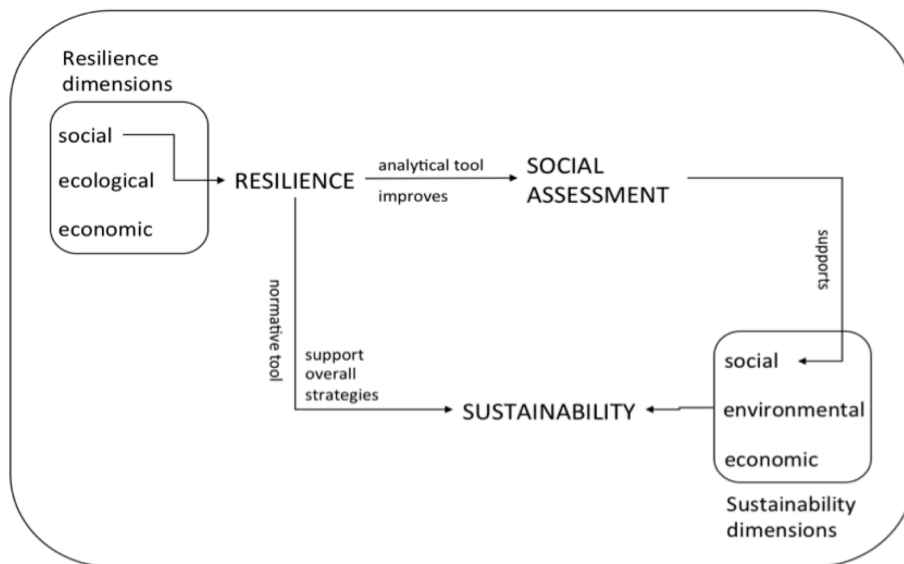 Resilience
dimensions
social
ecological
economic
RESILIENCE
analytical tool
improves
SOCIAL
ASSESSMENT
supports
normative tool
support
overall
strategies
SUSTAINABILITY
social
environmental
economic
Sustainability
dimensions